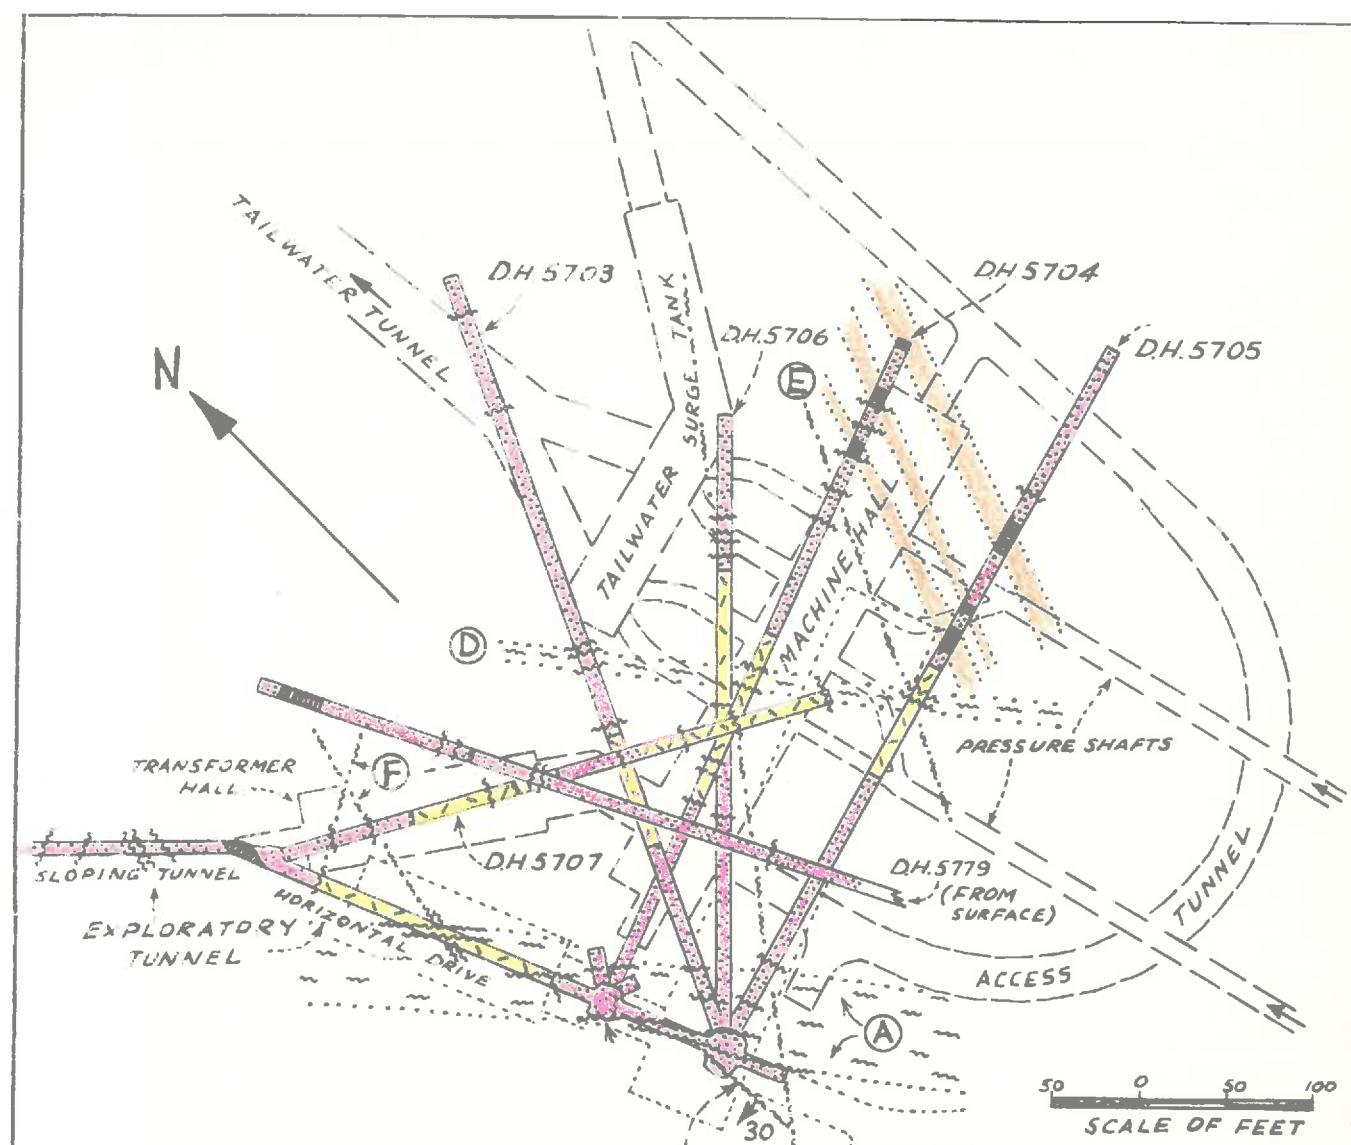 TAILWATER TUNNEL
D.H. 5703
D.H. 5704
D.H. 5706
D.H. 5705
N
E
TAILWATER SURGE TANK
MACHINE HALL
D
PRESSURE SHAFTS
TRANSFORMER
HALL
F
D.H. 5707
D.H. 5779
(FROM
SURFACE)
SLOPING TUNNEL
HORIZONTAL DRIVE
EXPLORATORY
TUNNEL
ACCESS TUNNEL
A
30
50 0 50 100
SCALE OF FEET